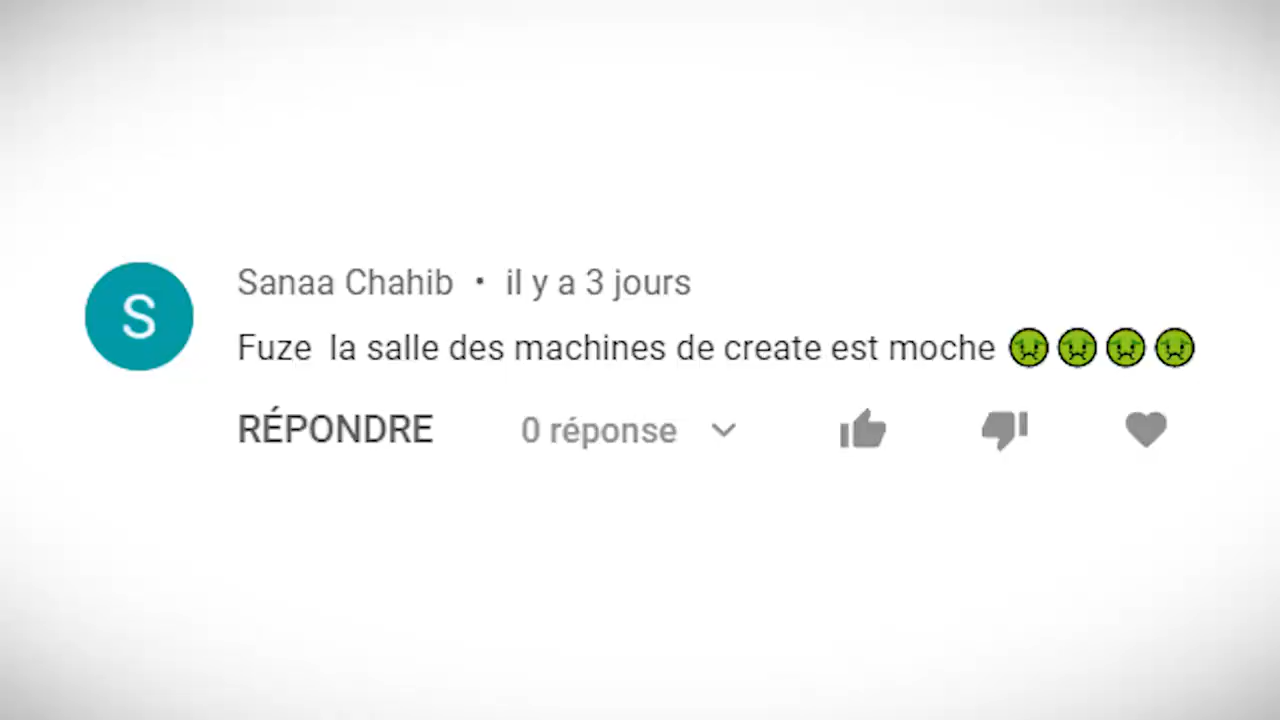 S
Sanaa Chahib • il y a 3 jours
Fuze la salle des machines de create est moche 🤢🤢🤢🤢
RÉPONDRE 0 réponse